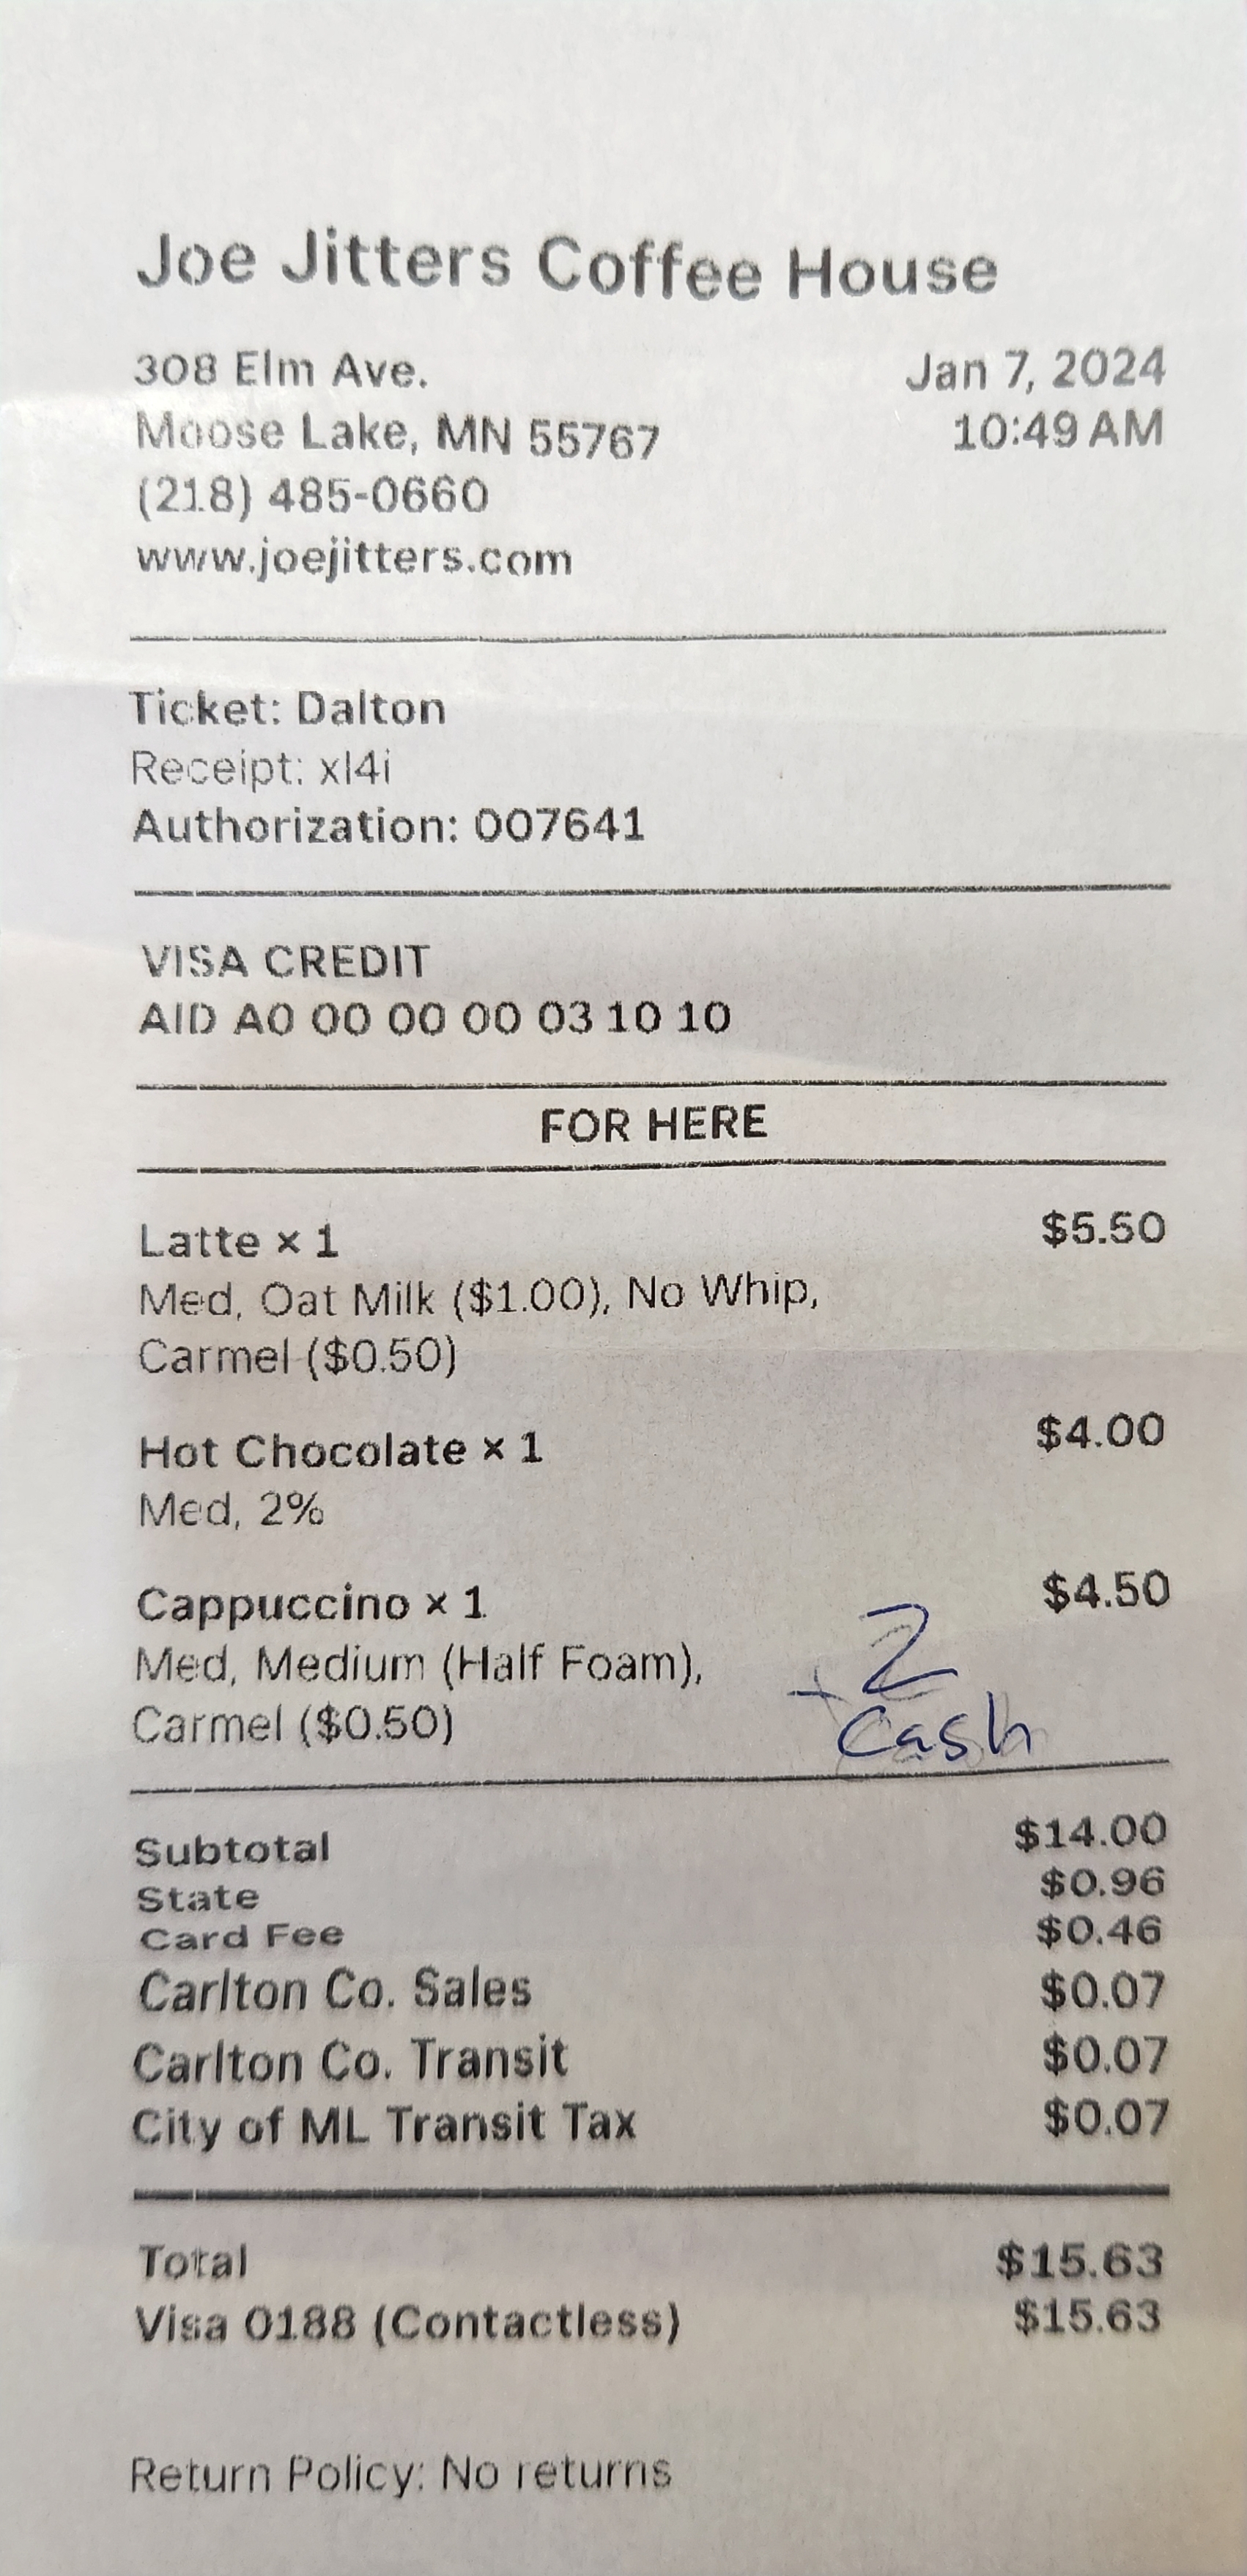 Joe Jitters Coffee House
308 Elm Ave. Jan 7, 2024
Moose Lake, MN 55767 10:49 AM
(218) 485-0660
www.joejitters.com
Ticket: Dalton
Receipt: xl4i
Authorization: 007641
VISA CREDIT
AID A0 00 00 00 03 10 10
FOR HERE
Latte × 1 $5.50
Med, Oat Milk ($1.00), No Whip,
Carmel ($0.50)
Hot Chocolate × 1 $4.00
Med, 2%
Cappuccino × 1 $4.50
Med, Medium (Half Foam), + 2
Carmel ($0.50) cash
Subtotal $14.00
State $0.96
Card Fee $0.46
Carlton Co. Sales $0.07
Carlton Co. Transit $0.07
City of ML Transit Tax $0.07
Total $15.63
Visa 0188 (Contactless) $15.63
Return Policy: No returns